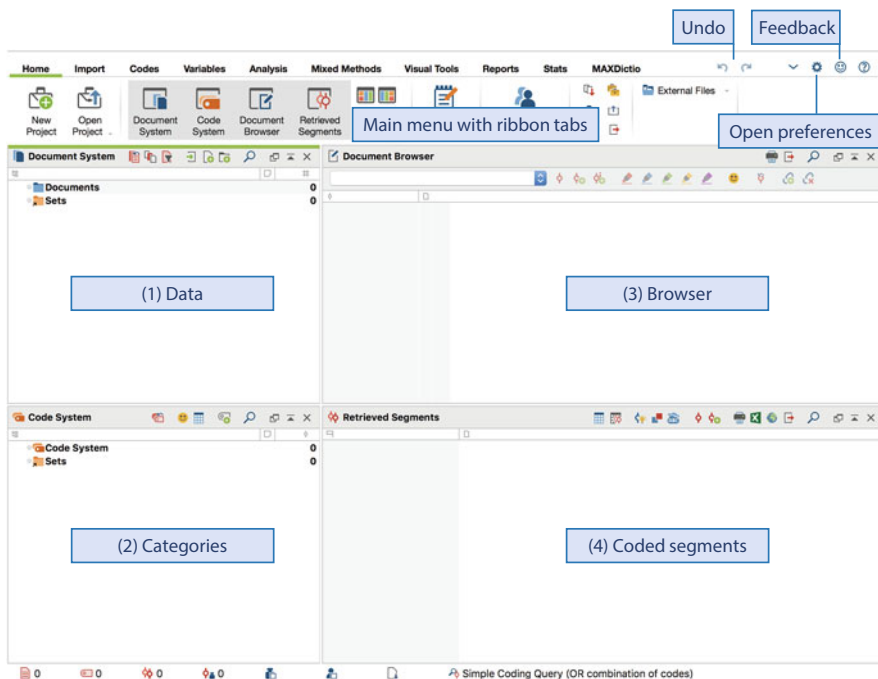 Undo
Feedback
Home Import Codes Variables Analysis Mixed Methods Visual Tools Reports Stats MAXDictio
New Project
Open Project
Document System
Code System
Document Browser
Retrieved Segments
External Files
Main menu with ribbon tabs
Open preferences
Document System
Documents 0
Sets 0
(1) Data
Document Browser
(3) Browser
Code System
Code System 0
Sets 0
(2) Categories
Retrieved Segments
(4) Coded segments
0 0 0 0 Simple Coding Query (OR combination of codes)